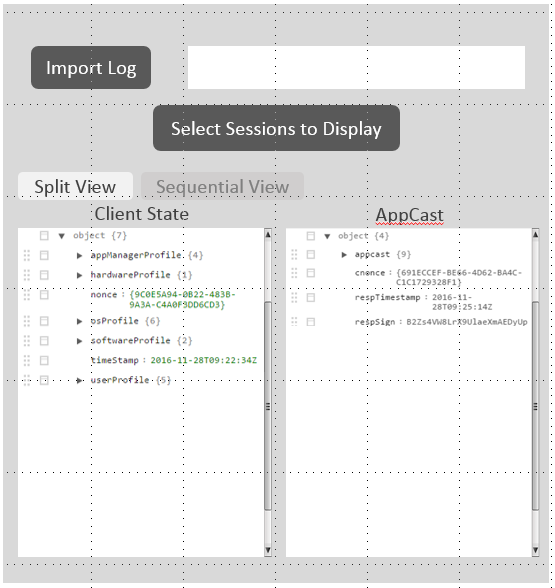 Import Log
Select Sessions to Display
Split View
Sequential View
Client State
AppCast
object {7}
appManagerProfile {4}
hardwareProfile {1}
nonce : {9C0E5A94-0B22-483B-
9A3A-C4A0F9DD6CD3}
osProfile {6}
softwareProfile {2}
timeStamp : 2016-11-28T09:22:34Z
userProfile {5}
object {4}
appcast {9}
cnonce : {691ECCEF-BE66-4D62-BA4C-
C1C1729328F1}
respTimestamp : 2016-11-
28T09:25:14Z
respSign : B2Zs4VW8LrX9UlaeXmAEDyUp